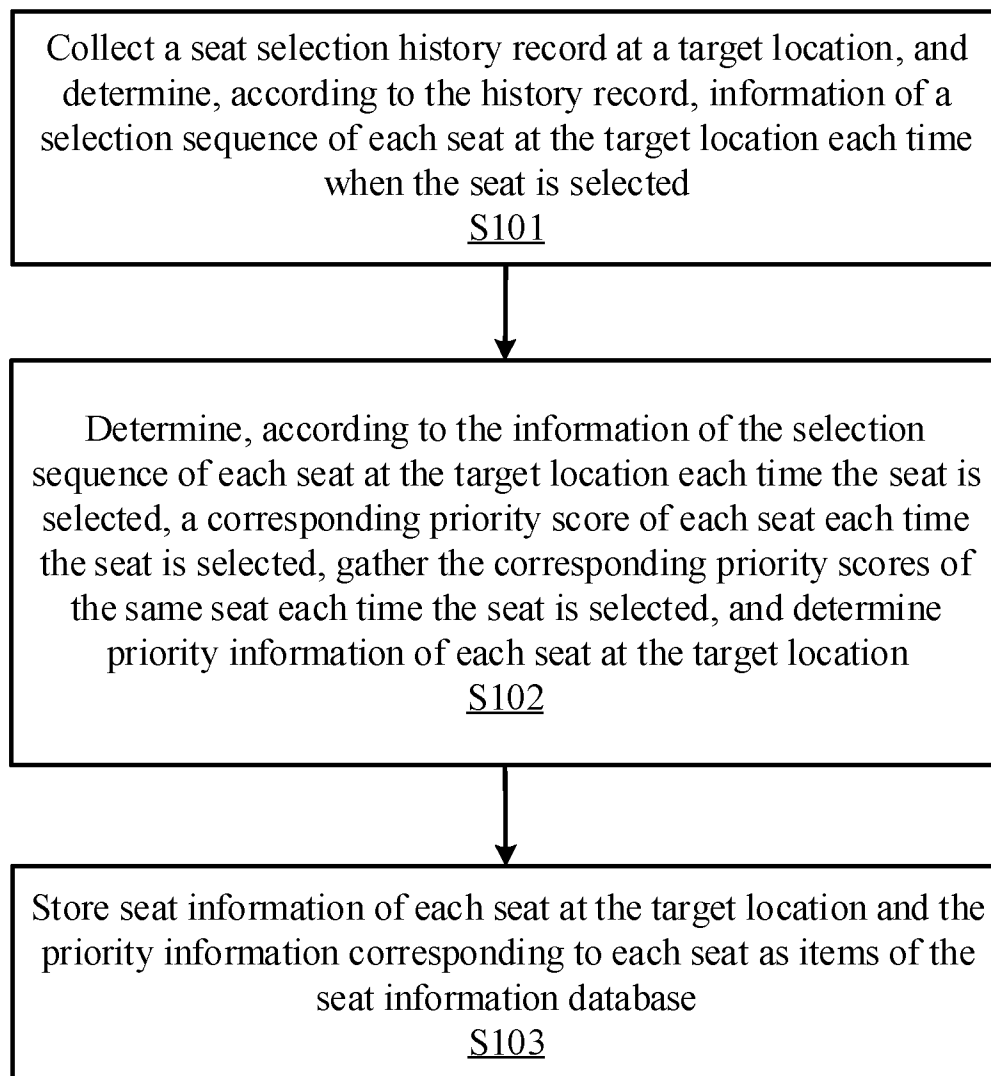 Collect a seat selection history record at a target location, and
determine, according to the history record, information of a
selection sequence of each seat at the target location each time
when the seat is selected
S101
Determine, according to the information of the selection
sequence of each seat at the target location each time the seat is
selected, a corresponding priority score of each seat each time
the seat is selected, gather the corresponding priority scores of
the same seat each time the seat is selected, and determine
priority information of each seat at the target location
S102
Store seat information of each seat at the target location and the
priority information corresponding to each seat as items of the
seat information database
S103